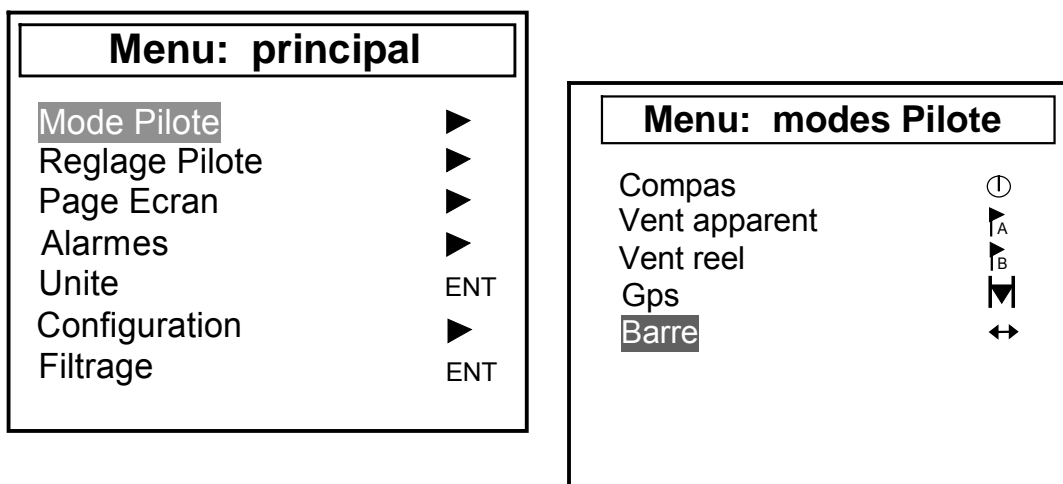 Menu: principal
Mode Pilote
Reglage Pilote
Page Ecran
Alarmes
Unite ENT
Configuration
Filtrage ENT
Menu: modes Pilote
Compas
Vent apparent A
Vent reel B
Gps
Barre